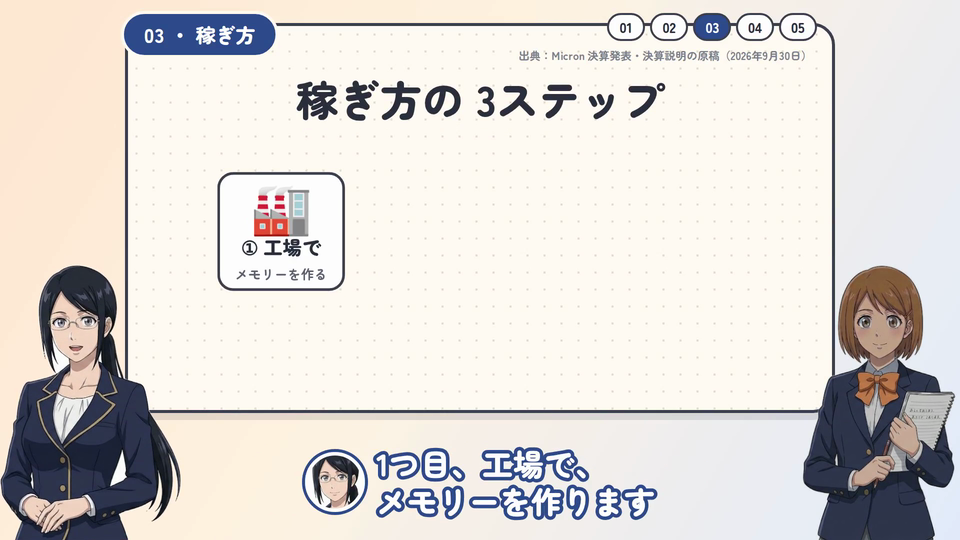 03 ・ 稼ぎ方
01 02 03 04 05
出典：Micron 決算発表・決算説明の原稿（2026年9月30日）
稼ぎ方の 3ステップ
① 工場で
メモリーを作る
1つ目、工場で、
メモリーを作ります